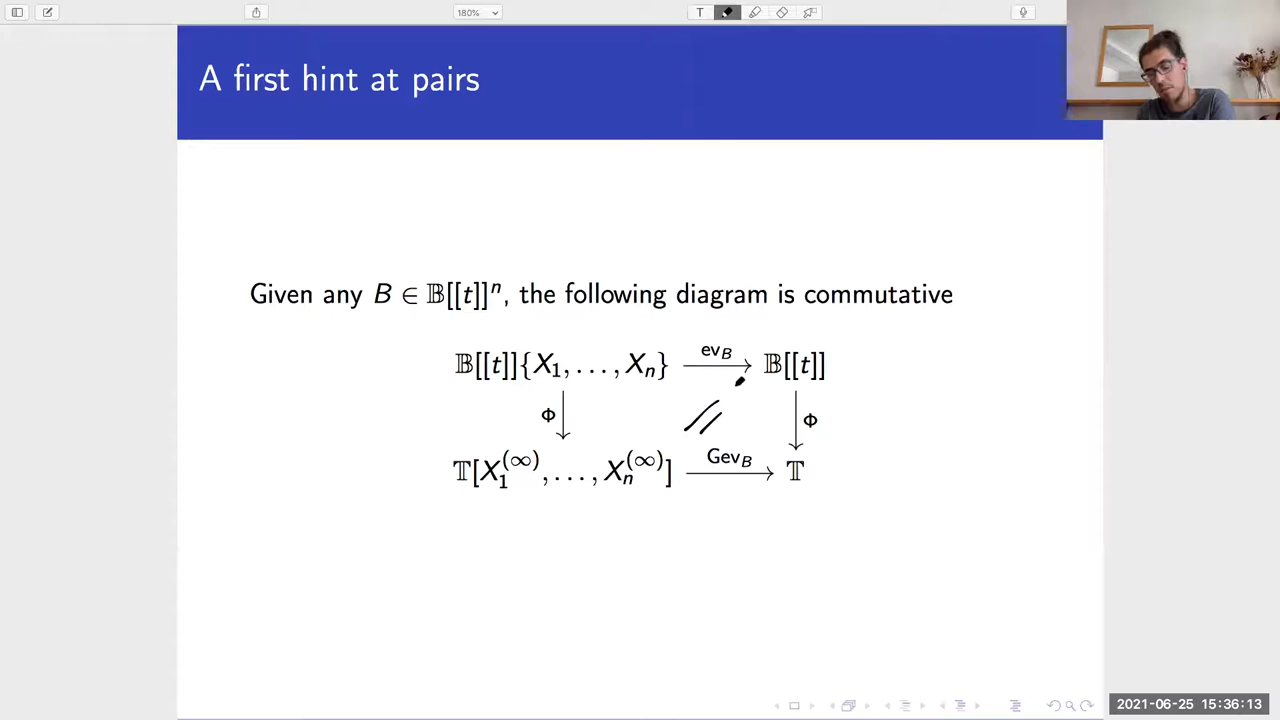 180%
T
A first hint at pairs
Given any B ∈ 𝔹[[t]]ⁿ, the following diagram is commutative
𝔹[[t]]{X₁, . . . , Xₙ} ev_B 𝔹[[t]]
Φ Φ
𝕋[X₁^(∞), . . . , Xₙ^(∞)] Gev_B 𝕋
2021-06-25 15:36:13